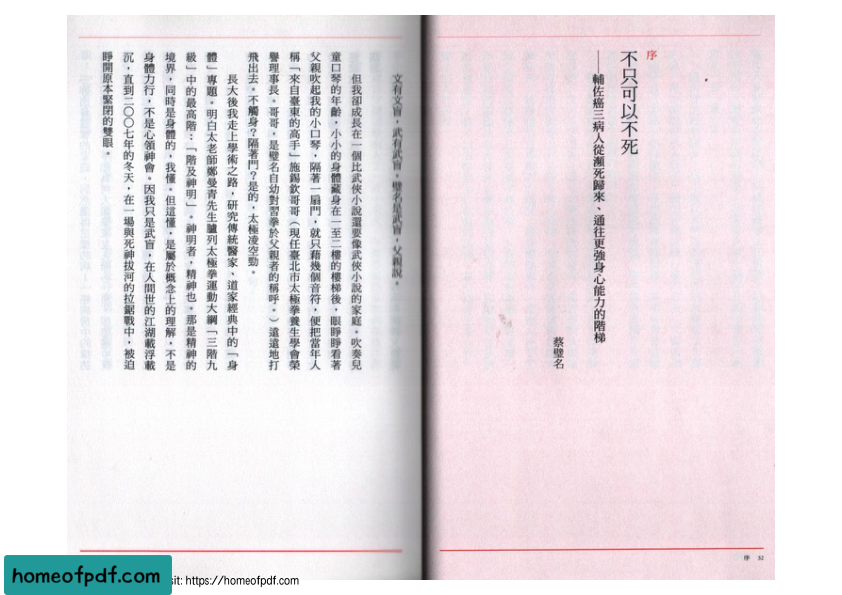 序
不只可以不死
——輔佐癌三病人從瀕死歸來、通往更強身心能力的階梯
蔡璧名
序 32
文有文盲，武有武盲。璧名是武盲，父親說。
但我卻成長在一個比武俠小說還要像武俠小說的家庭。吹奏兒
童口琴的年齡，小小的身體藏身在一至二樓的樓梯後，眼睜睜看著
父親吹起我的小口琴，隔著一扇門，就只藉幾個音符，便把當年人
稱「來自臺東的高手」施錫欽哥哥（現任臺北市太極拳養生學會榮
譽理事長。哥哥，是璧名自幼對習拳於父親者的稱呼。）遠遠地打
飛出去。不觸身？隔著門？是的，太極凌空勁。
長大後我走上學術之路，研究傳統醫家、道家經典中的「身
體」專題。明白太老師鄭曼青先生臚列太極拳運動大綱「三階九
級」中的最高階：「階及神明」。神明者，精神也。那是精神的
境界，同時是身體的，我懂。但這懂，是屬於概念上的理解，不是
身體力行，不是心領神會。因我只是武盲，在人間世的江湖載浮載
沉，直到二〇〇七年的冬天，在一場與死神拔河的拉鋸戰中，被迫
睜開原本緊閉的雙眼。
homeofpdf.com
sit: https://homeofpdf.com